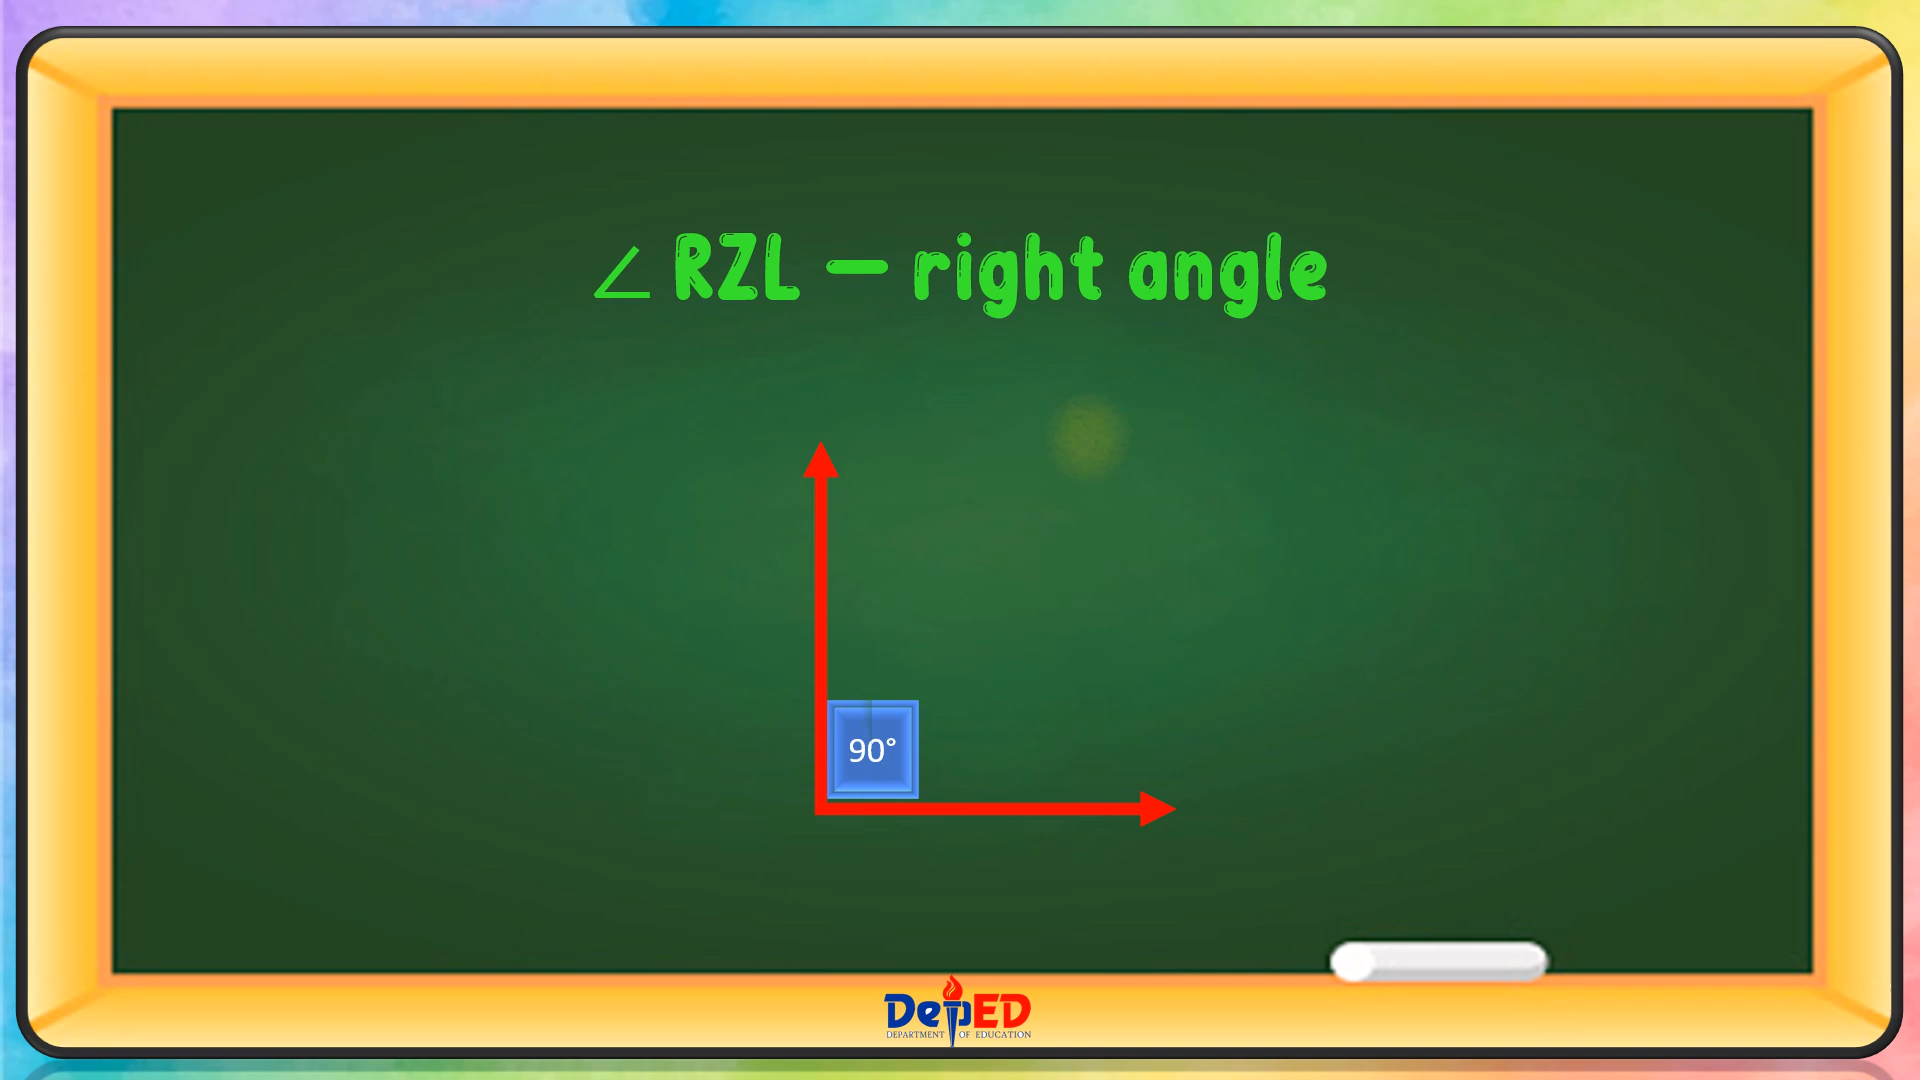 ∠ RZL – right angle
90°
DepED
DEPARTMENT OF EDUCATION